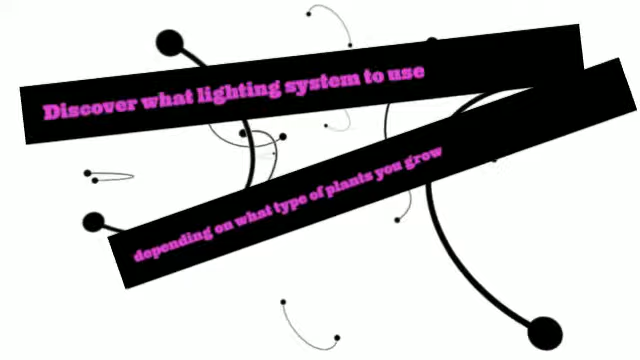 Discover what lighting system to use
depending on what type of plants you grow